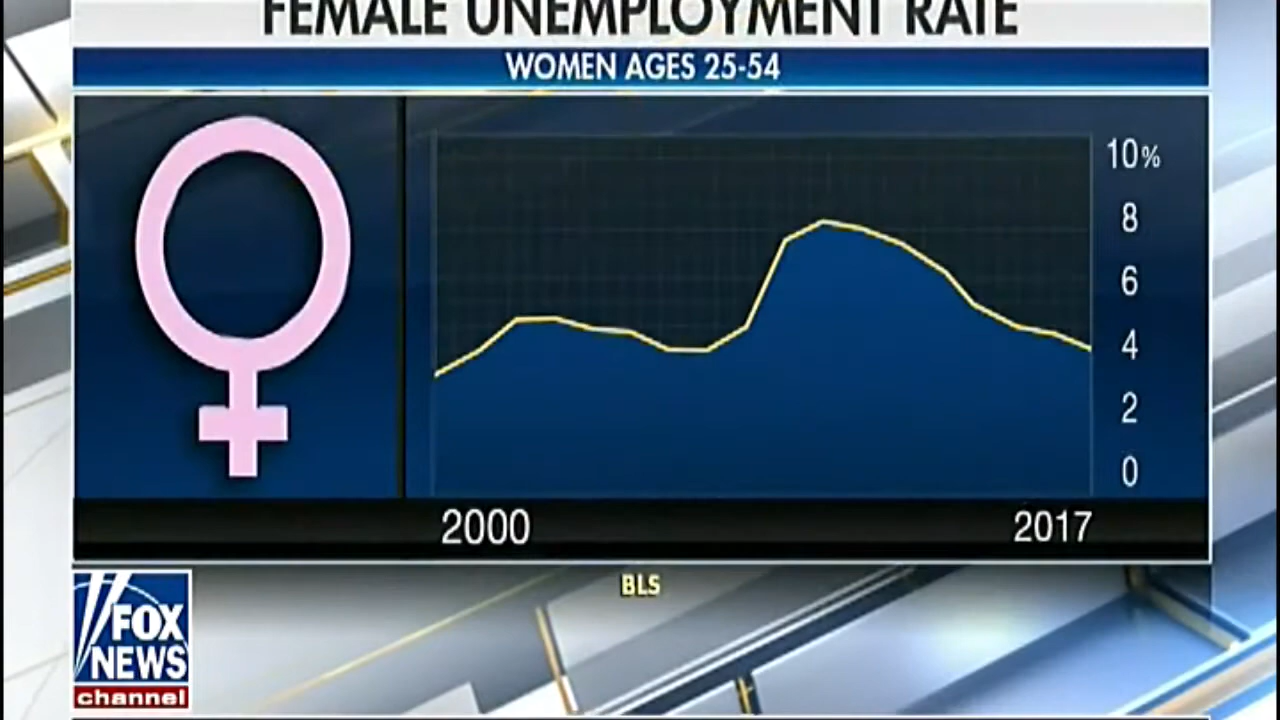 FEMALE UNEMPLOYMENT RATE
WOMEN AGES 25-54
10%
8
6
4
2
0
2000 2017
BLS
FOX
NEWS
channel